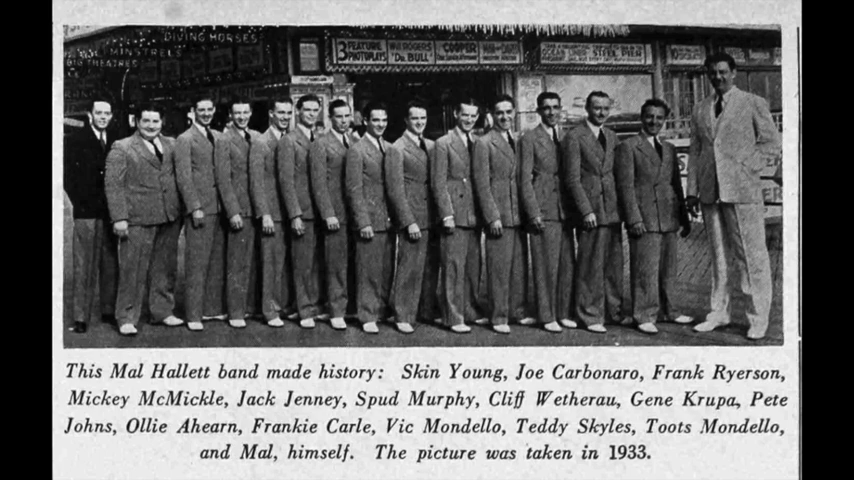 DIVING HORSES
MINSTRELS
BIG THEATRES
3 FEATURE PHOTOPLAYS
WILL ROGERS
"Dr. BULL"
COOPER
STEEL PIER
This Mal Hallett band made history: Skin Young, Joe Carbonaro, Frank Ryerson,
Mickey McMickle, Jack Jenney, Spud Murphy, Cliff Wetherau, Gene Krupa, Pete
Johns, Ollie Ahearn, Frankie Carle, Vic Mondello, Teddy Skyles, Toots Mondello,
and Mal, himself. The picture was taken in 1933.